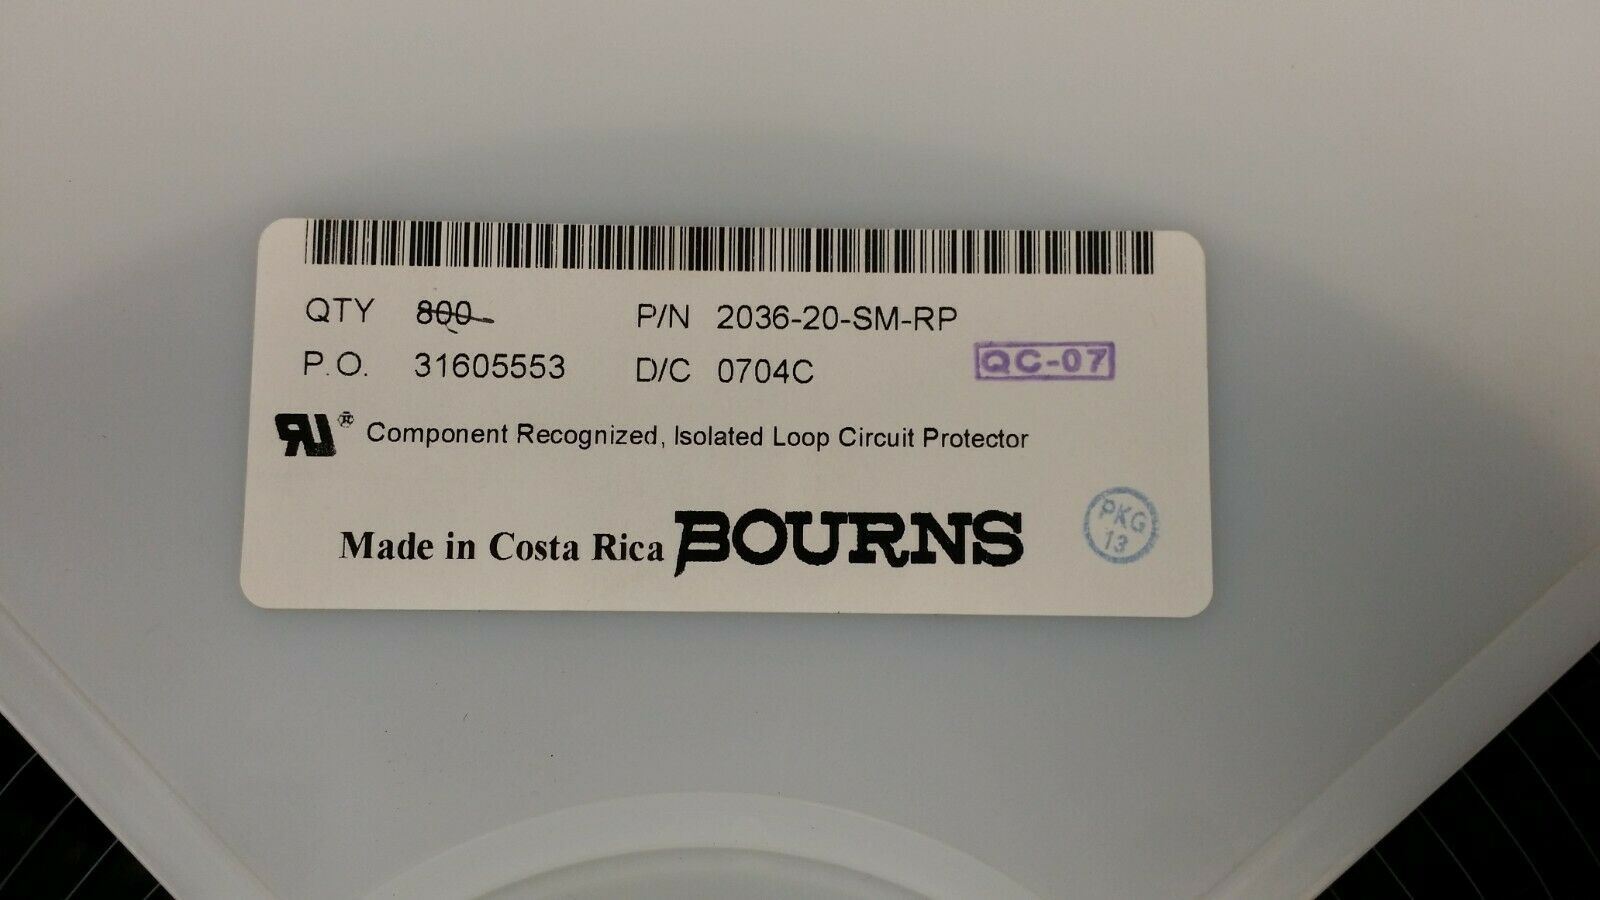 QTY 800 P/N 2036-20-SM-RP
P.O. 31605553 D/C 0704C QC-07
RU® Component Recognized, Isolated Loop Circuit Protector
Made in Costa Rica BOURNS
PKG
13